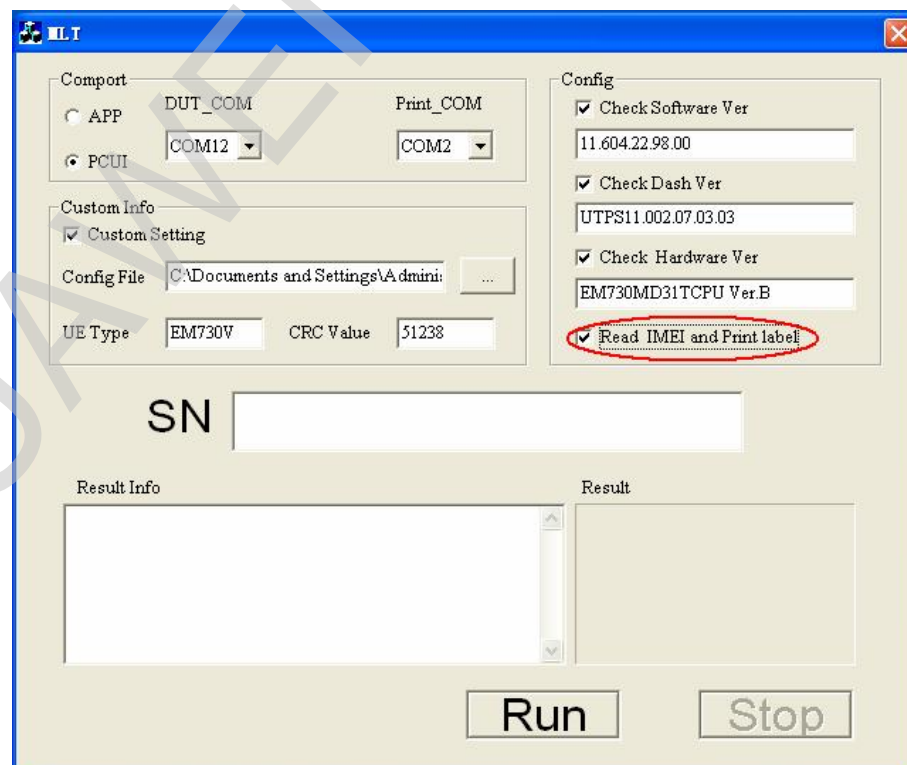 MLT
Comport
APP
PCUI
DUT_COM
COM12
Print_COM
COM2
Config
Check Software Ver
11.604.22.98.00
Check Dash Ver
UTPS11.002.07.03.03
Check Hardware Ver
EM730MD31TCPU Ver.B
Read IMEI and Print label
Custom Info
Custom Setting
Config File
C:\Documents and Settings\Adminis
...
UE Type
EM730V
CRC Value
51238
SN
Result Info
Result
Run
Stop